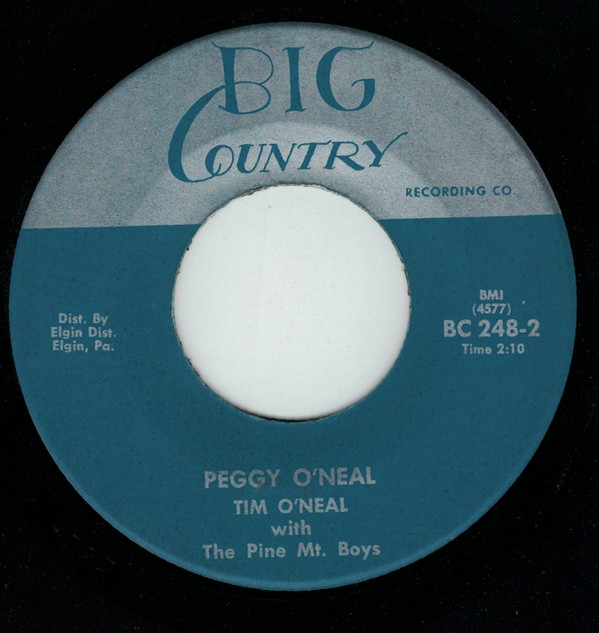 BIG
COUNTRY
RECORDING CO.
Dist. By
Elgin Dist.
Elgin, Pa.
BMI
(4577)
BC 248-2
Time 2:10
PEGGY O'NEAL
TIM O'NEAL
with
The Pine Mt. Boys